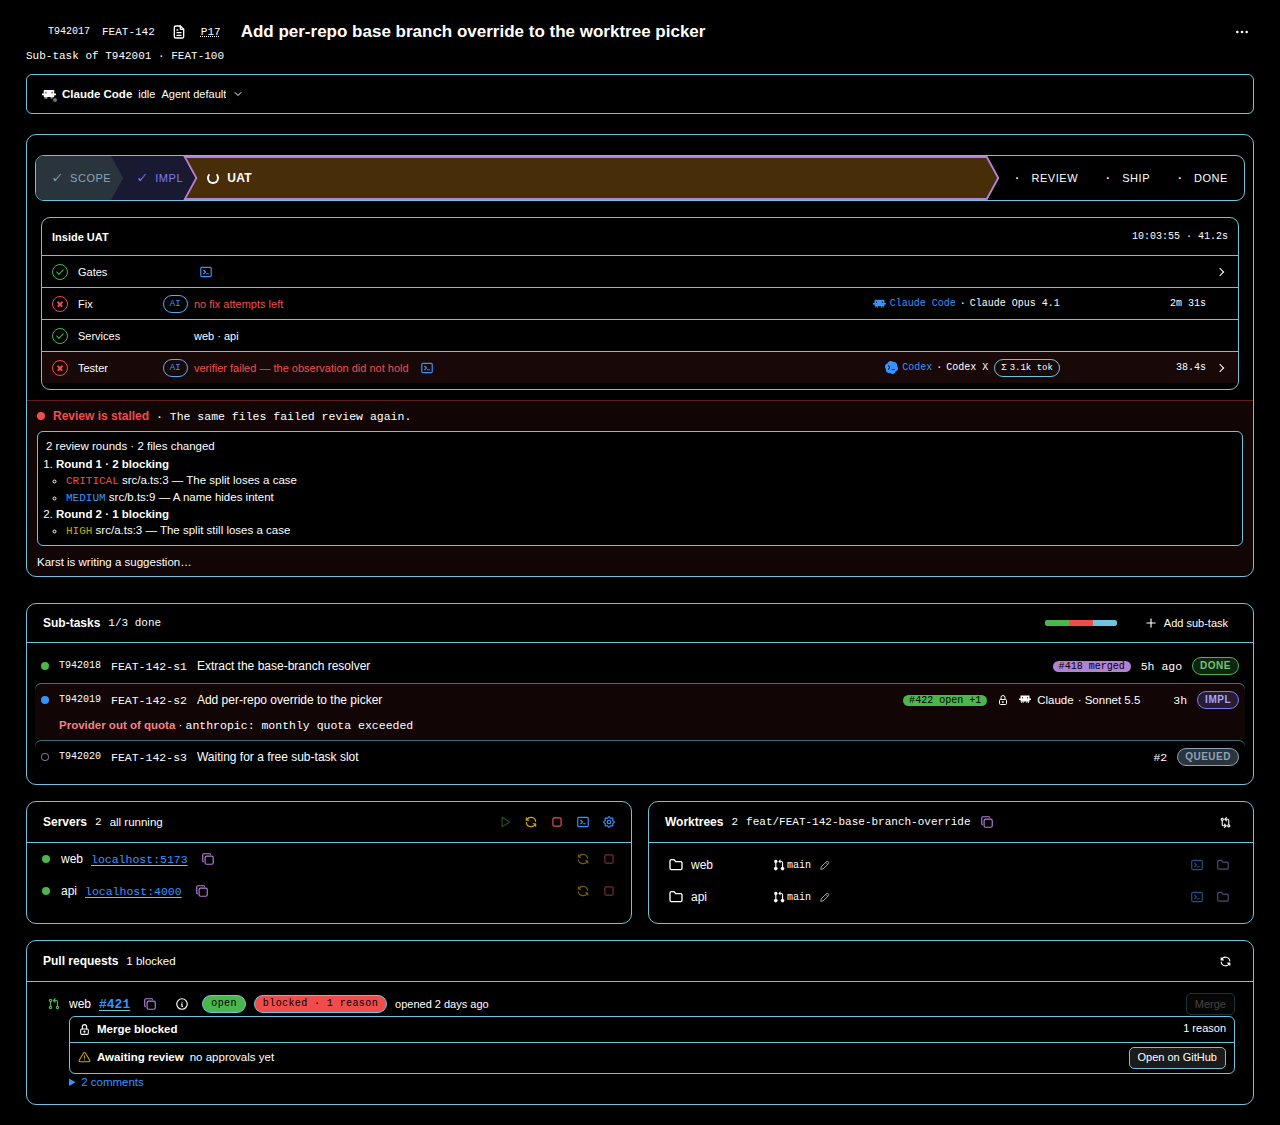 T942017 FEAT-142 P17 Add per-repo base branch override to the worktree picker
Sub-task of T942001 · FEAT-100
Claude Code idle Agent default
SCOPE IMPL UAT · REVIEW · SHIP · DONE
Inside UAT 10:03:55 · 41.2s
Gates
Fix AI no fix attempts left Claude Code · Claude Opus 4.1 2m 31s
Services web · api
Tester AI verifier failed — the observation did not hold Codex · Codex X Σ 3.1k tok 38.4s
Review is stalled · The same files failed review again.
2 review rounds · 2 files changed
1. Round 1 · 2 blocking
CRITICAL src/a.ts:3 — The split loses a case
MEDIUM src/b.ts:9 — A name hides intent
2. Round 2 · 1 blocking
HIGH src/a.ts:3 — The split still loses a case
Karst is writing a suggestion…
Sub-tasks 1/3 done Add sub-task
T942018 FEAT-142-s1 Extract the base-branch resolver #418 merged 5h ago DONE
T942019 FEAT-142-s2 Add per-repo override to the picker #422 open +1 Claude · Sonnet 5.5 3h IMPL
Provider out of quota · anthropic: monthly quota exceeded
T942020 FEAT-142-s3 Waiting for a free sub-task slot #2 QUEUED
Servers 2 all running
web localhost:5173
api localhost:4000
Worktrees 2 feat/FEAT-142-base-branch-override
web main
api main
Pull requests 1 blocked
web #421 open blocked · 1 reason opened 2 days ago Merge
Merge blocked 1 reason
Awaiting review no approvals yet Open on GitHub
2 comments